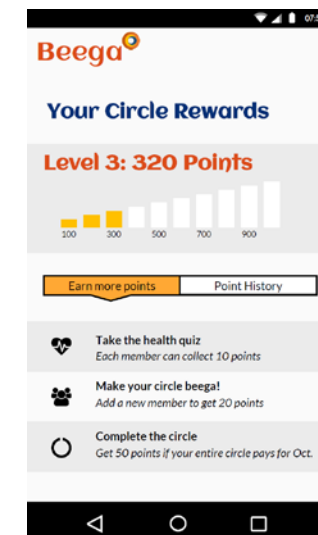 Beega
Your Circle Rewards
Level 3: 320 Points
100 300 500 700 900
Earn more points Point History
Take the health quiz
Each member can collect 10 points
Make your circle beega!
Add a new member to get 20 points
Complete the circle
Get 50 points if your entire circle pays for Oct.